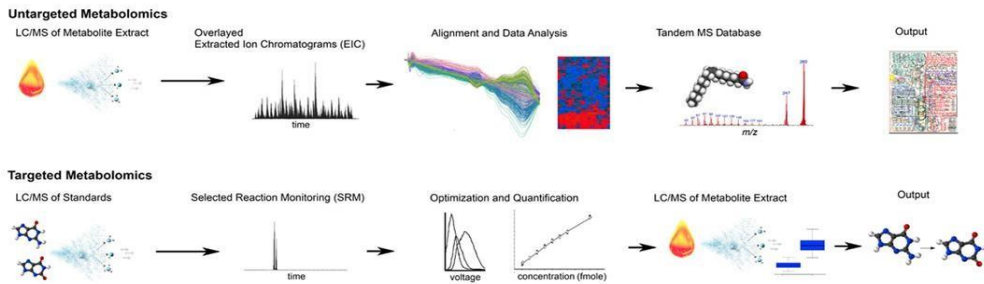 Untargeted Metabolomics
LC/MS of Metabolite Extract
Overlayed
Extracted Ion Chromatograms (EIC)
Alignment and Data Analysis
Tandem MS Database
Output
time
m/z
Targeted Metabolomics
LC/MS of Standards
Selected Reaction Monitoring (SRM)
Optimization and Quantification
LC/MS of Metabolite Extract
Output
time
voltage
concentration (fmole)